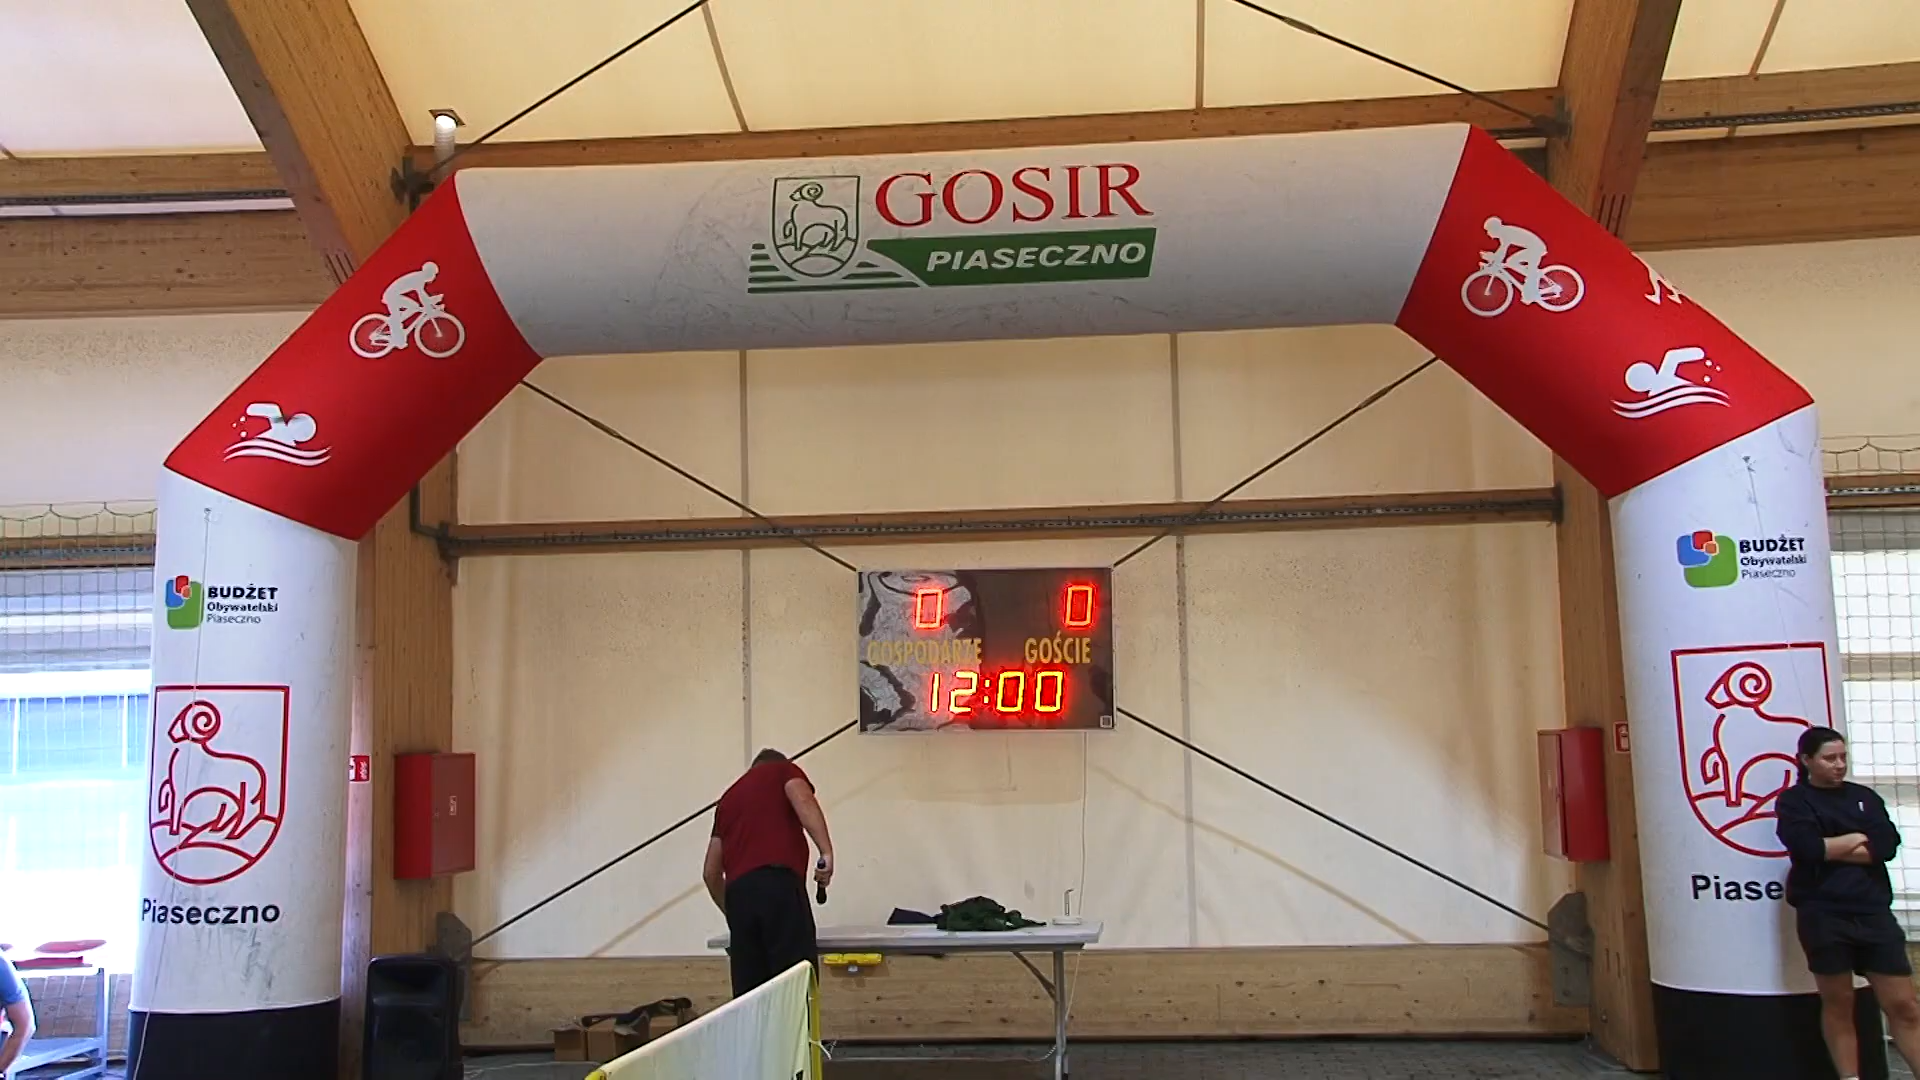 GOSIR
PIASECZNO
BUDŻET
Obywatelski
Piaseczno
BUDŻET
Obywatelski
Piaseczno
0 0
GOSPODARZE GOŚCIE
12:00
Piaseczno
Piase